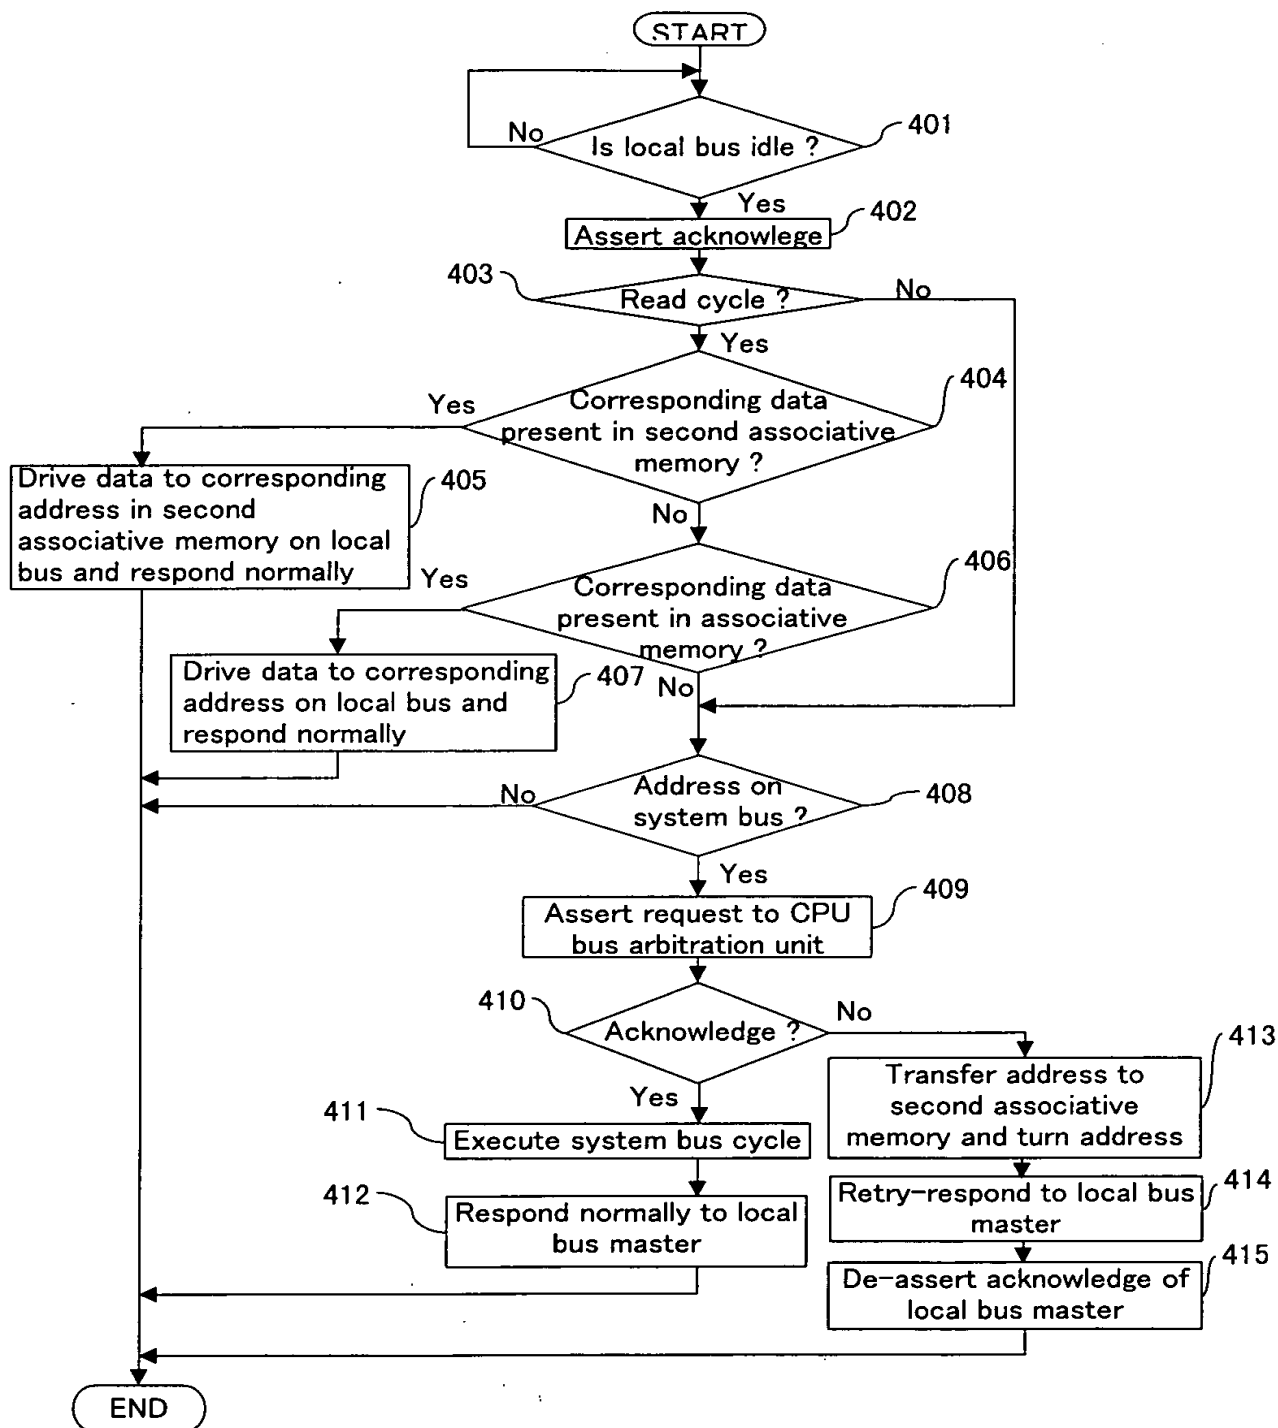 START
No
Is local bus idle ?
401
Yes
402
Assert acknowlege
403
Read cycle ?
No
Yes
404
Yes
Corresponding data
present in second associative
memory ?
405
Drive data to corresponding
address in second
associative memory on local
bus and respond normally
No
406
Yes
Corresponding data
present in associative
memory ?
407
Drive data to corresponding
address on local bus and
respond normally
No
Address on
system bus ?
408
No
Yes
409
Assert request to CPU
bus arbitration unit
410
Acknowledge ?
No
413
Yes
Transfer address to
second associative
memory and turn address
411
Execute system bus cycle
412
Respond normally to local
bus master
Retry-respond to local bus
master
414
415
De-assert acknowledge of
local bus master
END